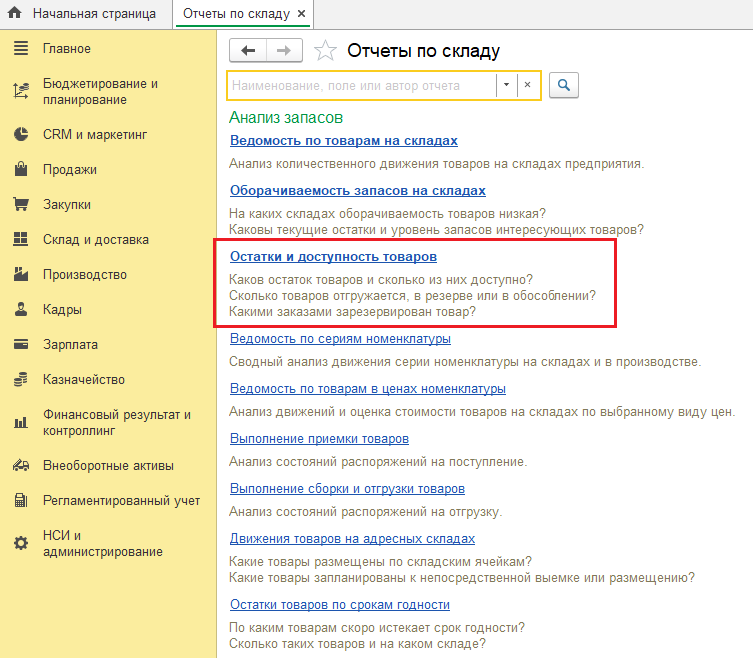 Начальная страница
Отчеты по складу ×
Главное
Бюджетирование и
планирование
CRM и маркетинг
Продажи
Закупки
Склад и доставка
Производство
Кадры
Зарплата
Казначейство
Финансовый результат и
контроллинг
Внеоборотные активы
Регламентированный учет
НСИ и
администрирование
Отчеты по складу
Наименование, поле или автор отчета
Анализ запасов
Ведомость по товарам на складах
Анализ количественного движения товаров на складах предприятия.
Оборачиваемость запасов на складах
На каких складах оборачиваемость товаров низкая?
Каковы текущие остатки и уровень запасов интересующих товаров?
Остатки и доступность товаров
Каков остаток товаров и сколько из них доступно?
Сколько товаров отгружается, в резерве или в обособлении?
Какими заказами зарезервирован товар?
Ведомость по сериям номенклатуры
Сводный анализ движения серии номенклатуры на складах и в производстве.
Ведомость по товарам в ценах номенклатуры
Анализ движений и оценка стоимости товаров на складах по выбранному виду цен.
Выполнение приемки товаров
Анализ состояний распоряжений на поступление.
Выполнение сборки и отгрузки товаров
Анализ состояний распоряжений на отгрузку.
Движения товаров на адресных складах
Какие товары размещены по складским ячейкам?
Какие товары запланированы к непосредственной выемке или размещению?
Остатки товаров по срокам годности
По каким товарам скоро истекает срок годности?
Сколько таких товаров и на каком складе?